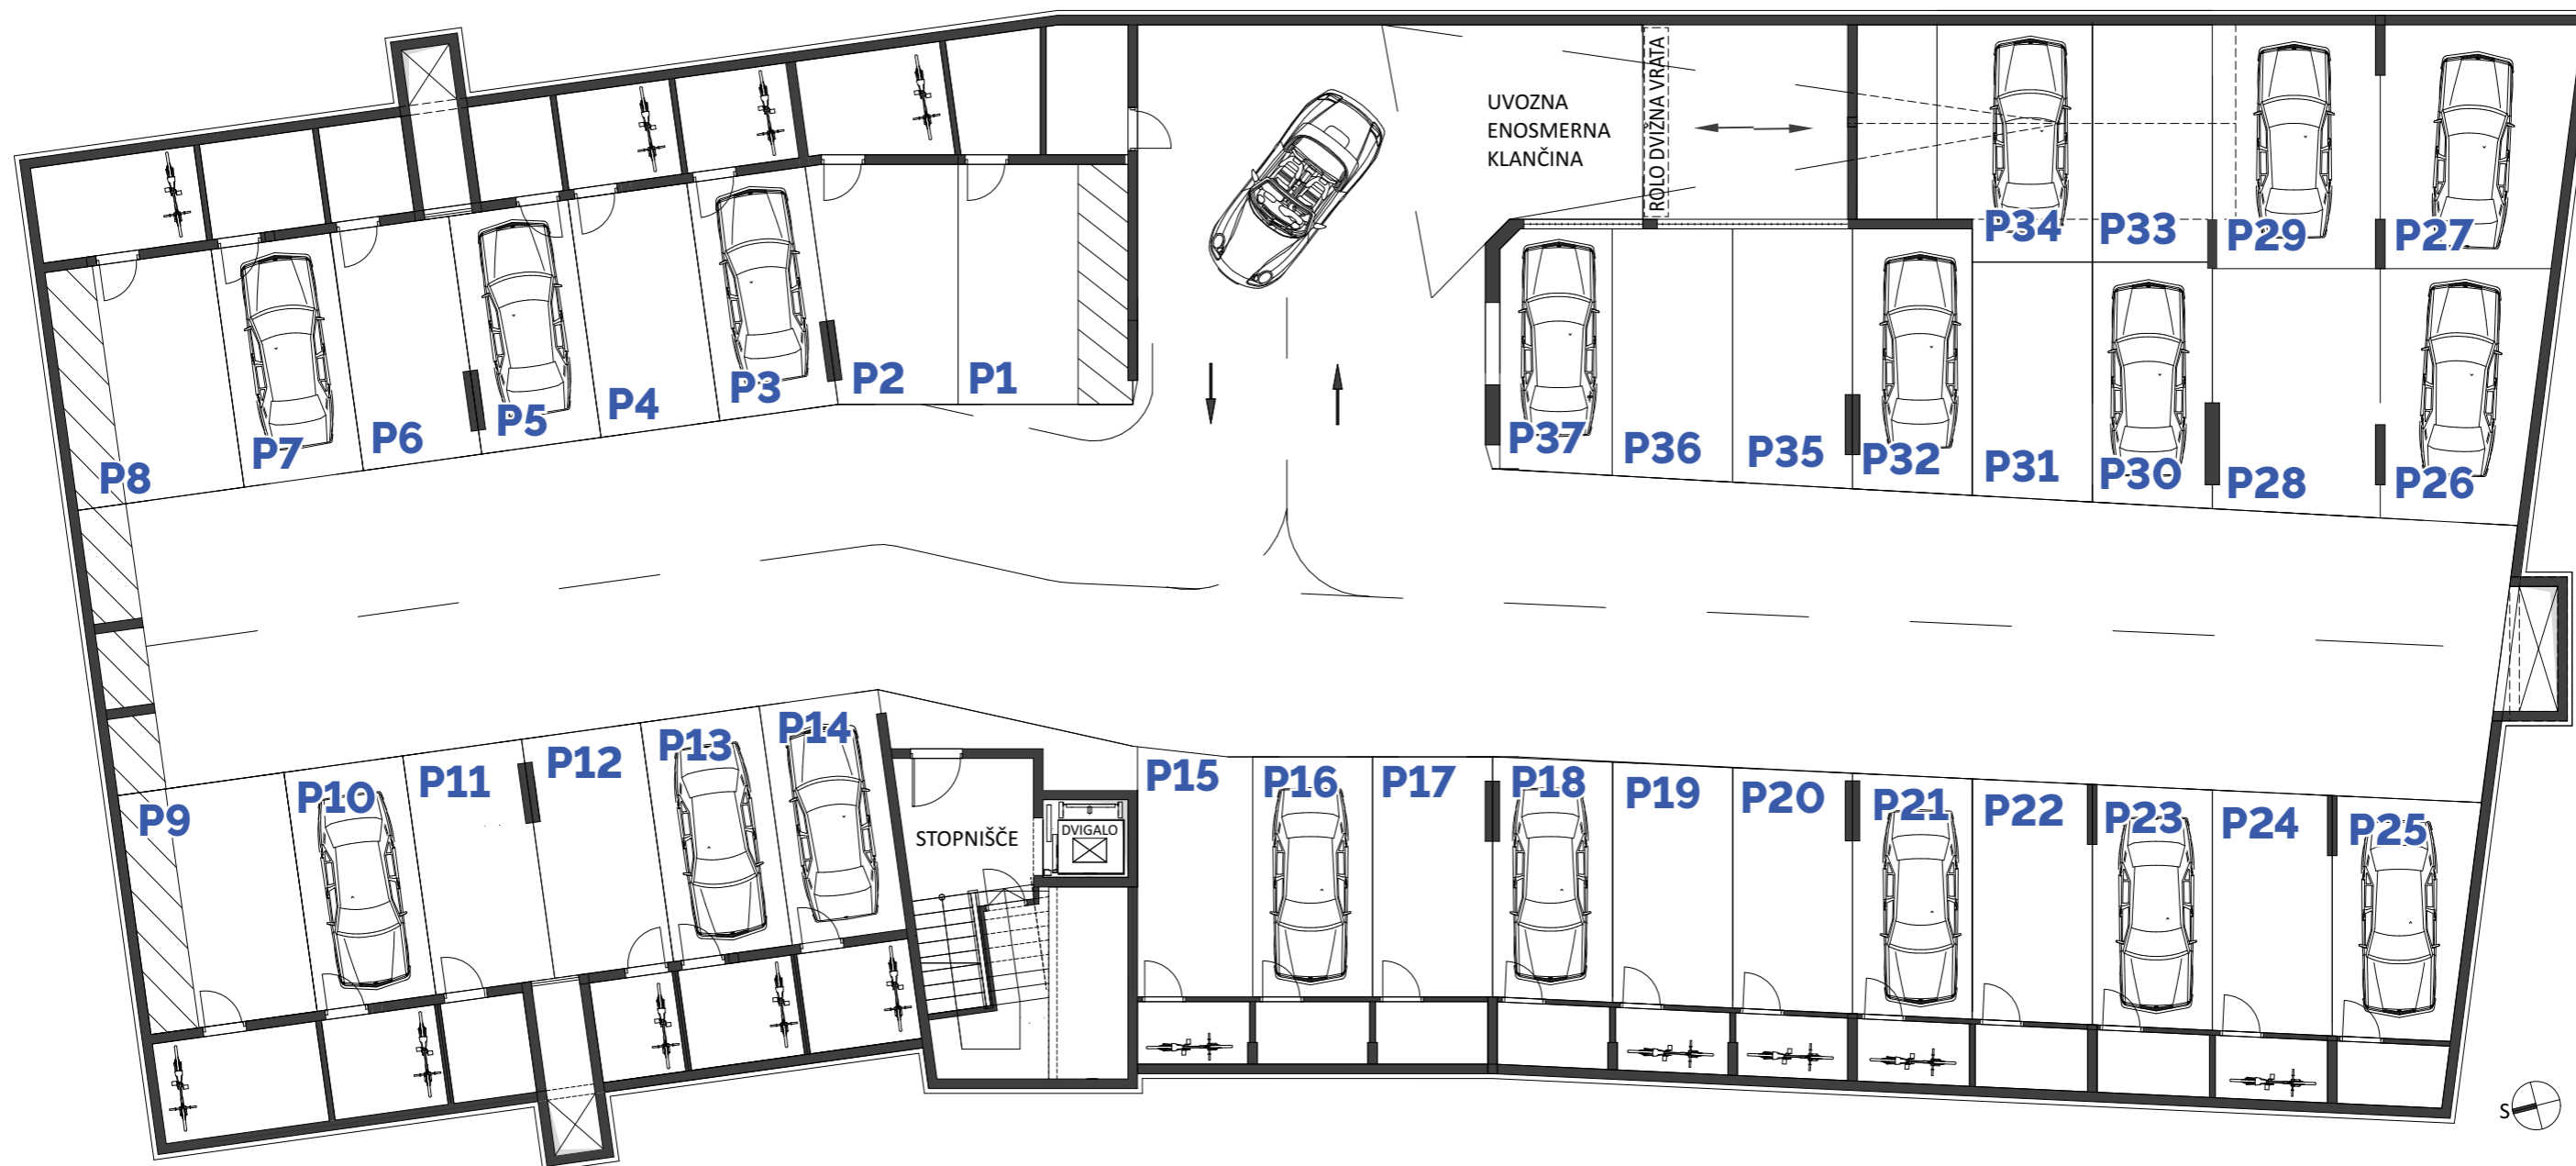 UVOZNA
ENOSMERNA
KLANČINA
ROLO DVIŽNA VRATA
P34
P33
P29
P27
P8
P7
P6
P5
P4
P3
P2
P1
P37
P36
P35
P32
P31
P30
P28
P26
P9
P10
P11
P12
P13
P14
STOPNIŠČE
DVIGALO
P15
P16
P17
P18
P19
P20
P21
P22
P23
P24
P25
S